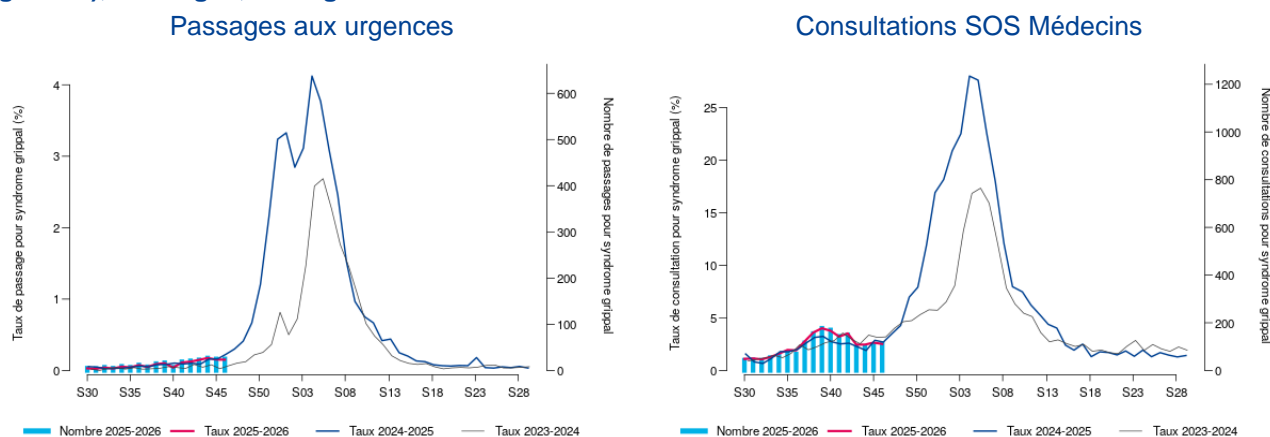 Passages aux urgences
Consultations SOS Médecins
Taux de passage pour syndrome grippal (%)
4
3
2
1
0
600
500
400
300
200
100
0
Nombre de passages pour syndrome grippal
S30 S35 S40 S45 S50 S03 S08 S13 S18 S23 S28
Nombre 2025-2026 Taux 2025-2026 Taux 2024-2025 Taux 2023-2024
Taux de consultation pour syndrome grippal (%)
25
20
15
10
5
0
1200
1000
800
600
400
200
0
Nombre de consultations pour syndrome grippal
S30 S35 S40 S45 S50 S03 S08 S13 S18 S23 S28
Nombre 2025-2026 Taux 2025-2026 Taux 2024-2025 Taux 2023-2024